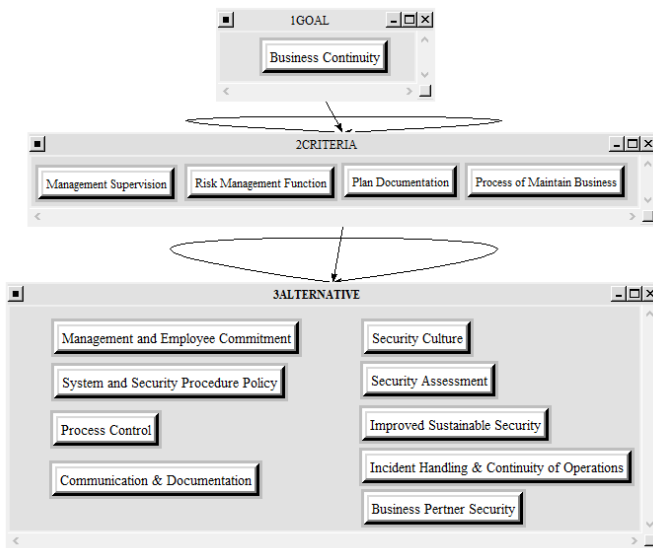 1GOAL
Business Continuity
2CRITERIA
Management Supervision
Risk Management Function
Plan Documentation
Process of Maintain Business
3ALTERNATIVE
Management and Employee Commitment
System and Security Procedure Policy
Process Control
Communication & Documentation
Security Culture
Security Assessment
Improved Sustainable Security
Incident Handling & Continuity of Operations
Business Pertner Security